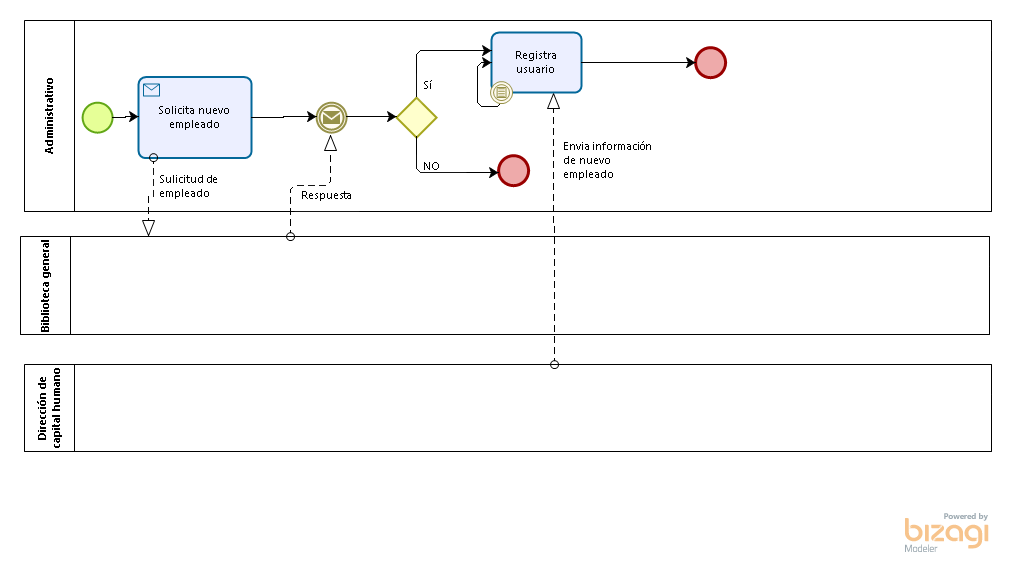 Administrativo
Solicita nuevo
empleado
Sulicitud de
empleado
Respuesta
Sí
NO
Registra
usuario
Envia información
de nuevo
empleado
Biblioteca general
Dirección de
capital humano
Powered by
bizagi
Modeler